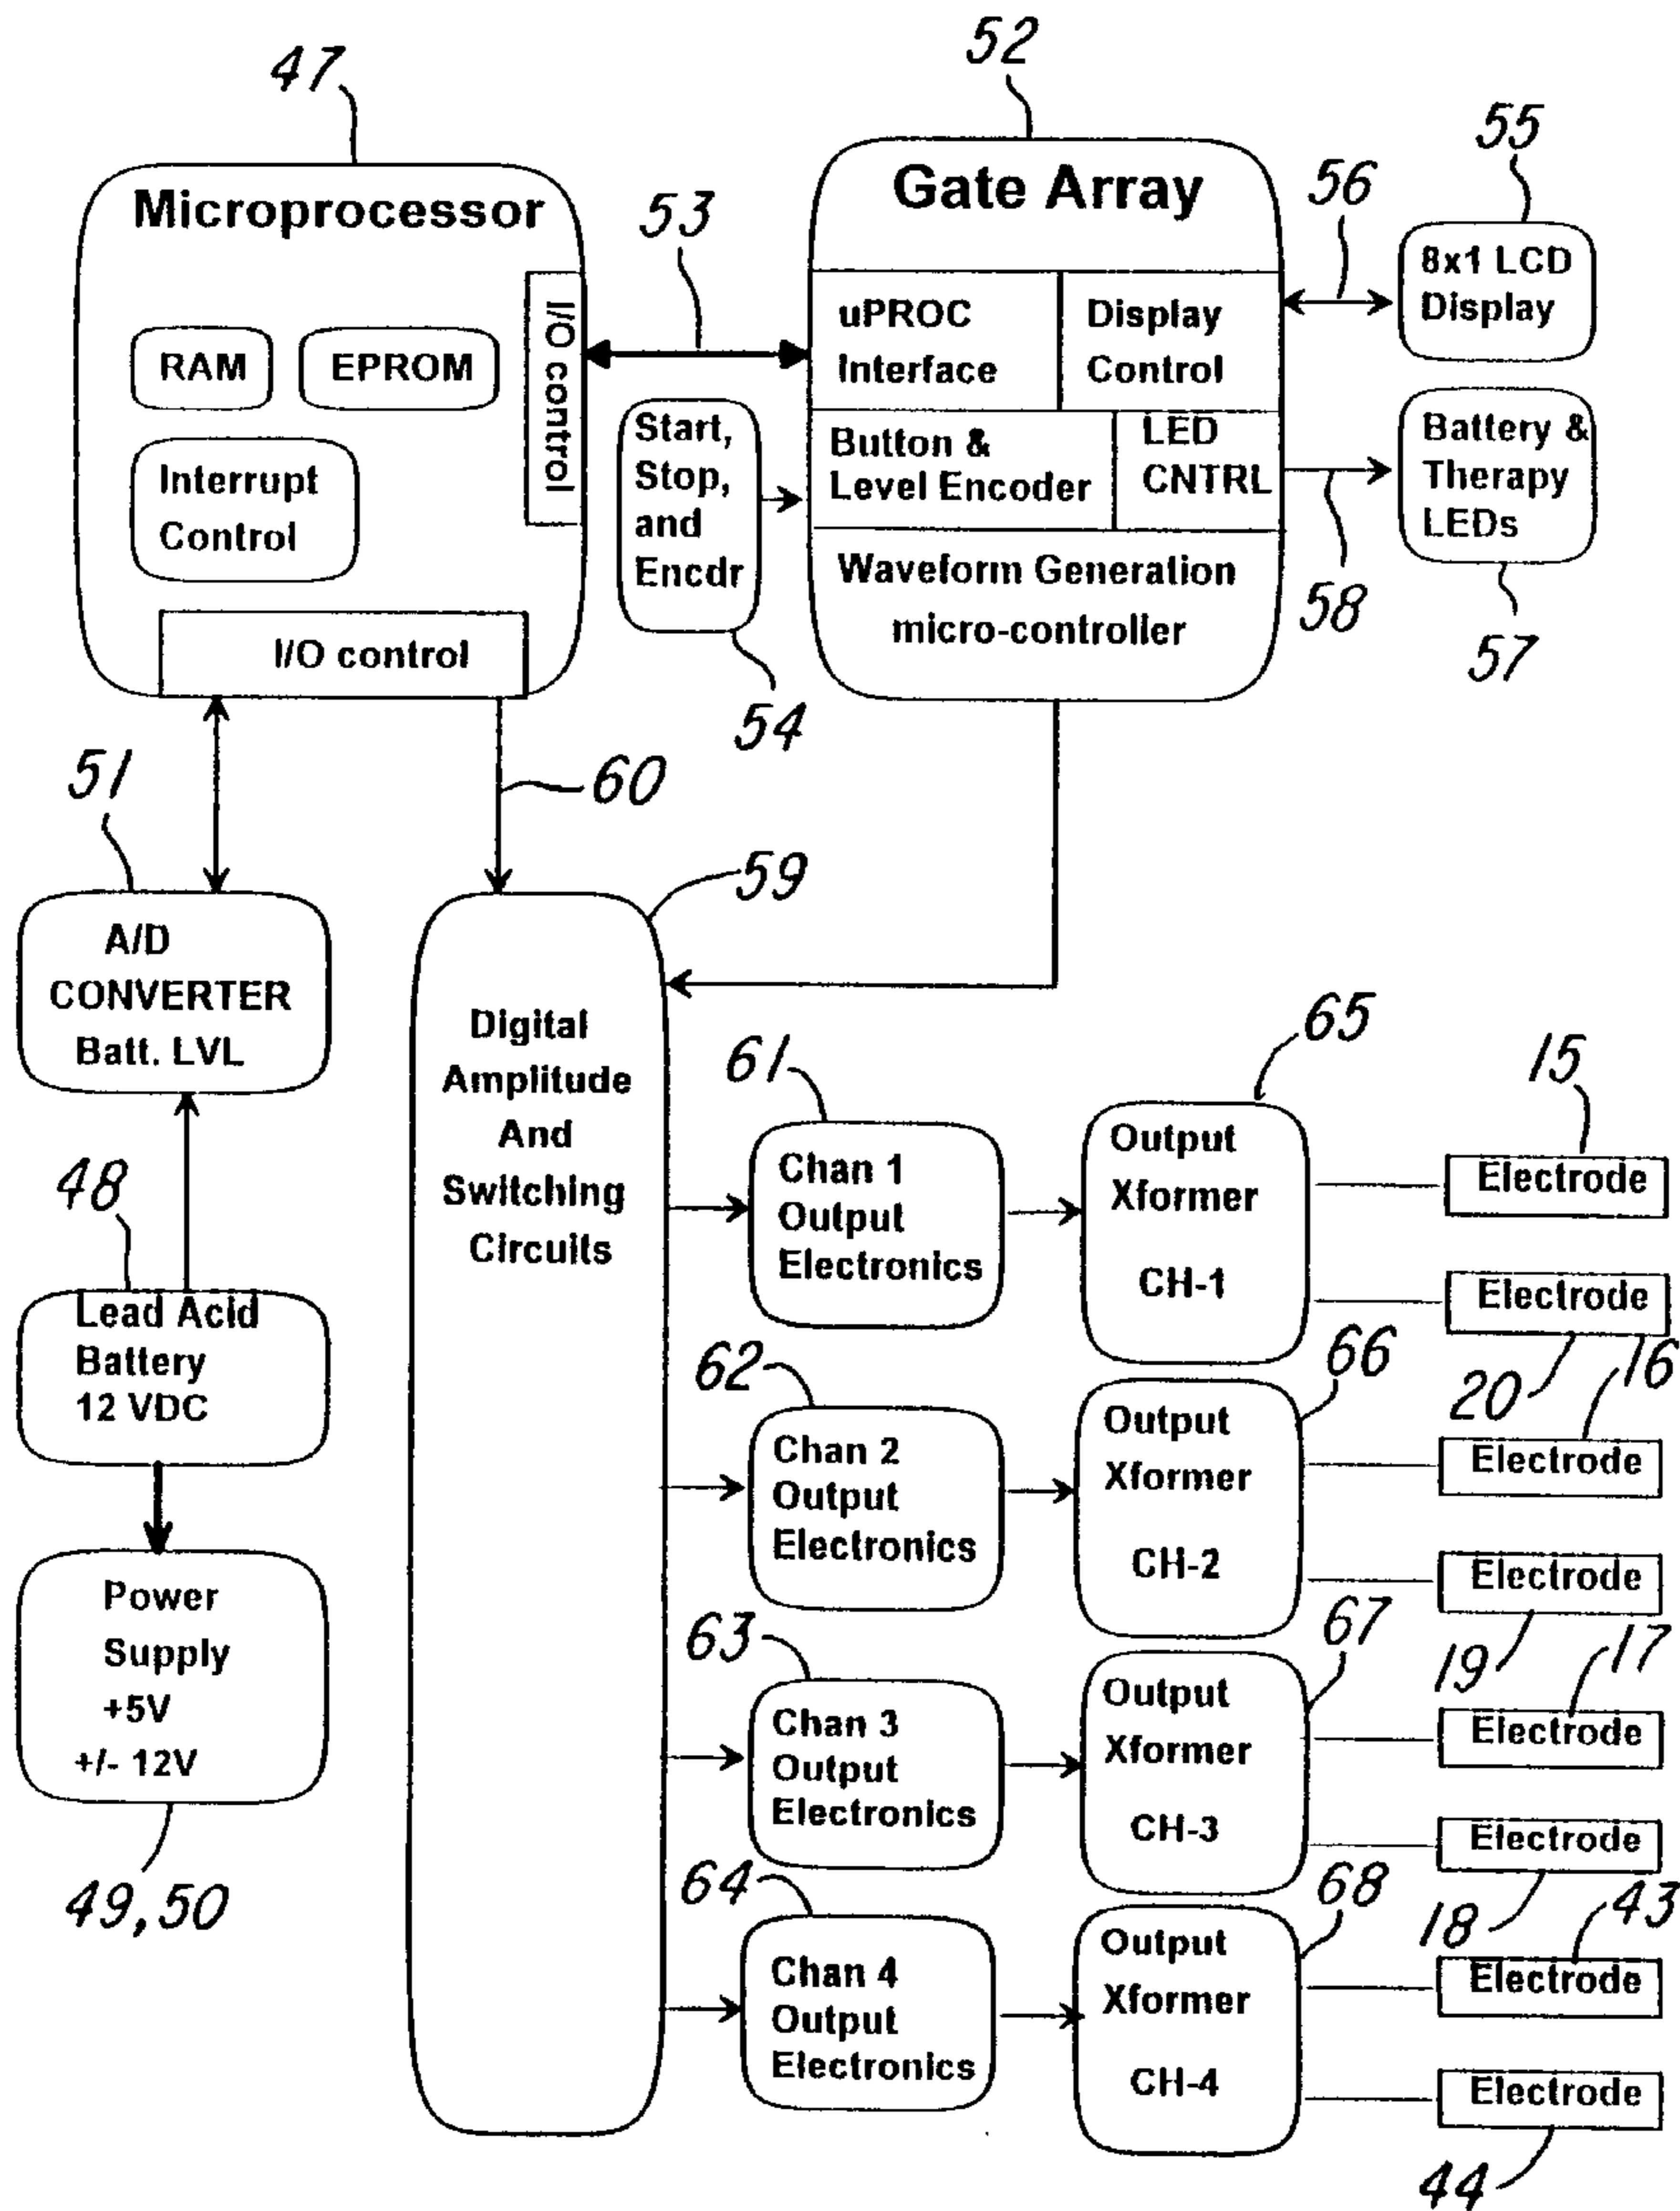 47
52
55
56
53
Microprocessor
RAM
EPROM
Interrupt
Control
I/O control
I/O control
Gate Array
uPROC
Interface
Display
Control
Button &
Level Encoder
LED
CNTRL
Waveform Generation
micro-controller
Start,
Stop,
and
Encdr
54
8x1 LCD
Display
Battery &
Therapy
LEDs
58
57
51
60
59
A/D
CONVERTER
Batt. LVL
48
Lead Acid
Battery
12 VDC
Power
Supply
+5V
+/- 12V
49,50
Digital
Amplitude
And
Switching
Circuits
61
Chan 1
Output
Electronics
65
Output
Xformer
CH-1
15
Electrode
Electrode
20
62
Chan 2
Output
Electronics
66
Output
Xformer
CH-2
16
Electrode
Electrode
19
63
Chan 3
Output
Electronics
67
Output
Xformer
CH-3
17
Electrode
Electrode
18
64
Chan 4
Output
Electronics
68
Output
Xformer
CH-4
43
Electrode
Electrode
44